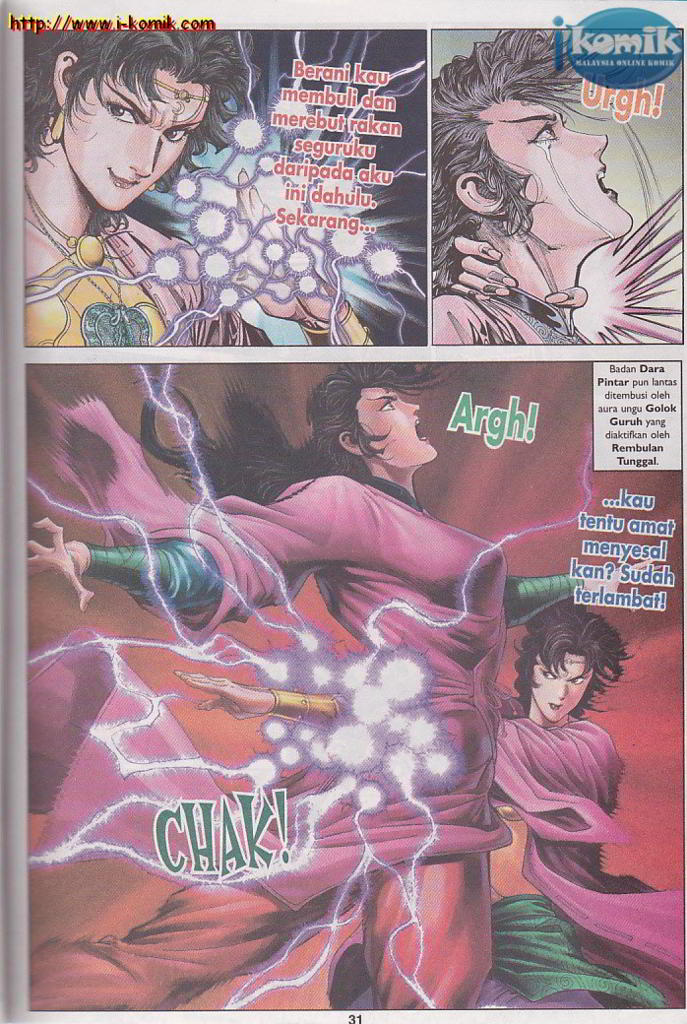 http://www.i-komik.com
ikomik
MALAYSIA ONLINE KOMIK
Berani kau
membuli dan
merebut rakan
seguruku
daripada aku
ini dahulu.
Sekarang...
Urgh!
Argh!
Badan Dara
Pintar pun lantas
ditembusi oleh
aura ungu Golok
Guruh yang
diaktifkan oleh
Rembulan
Tunggal.
...kau
tentu amat
menyesal
kan? Sudah
terlambat!
CHAK!
31